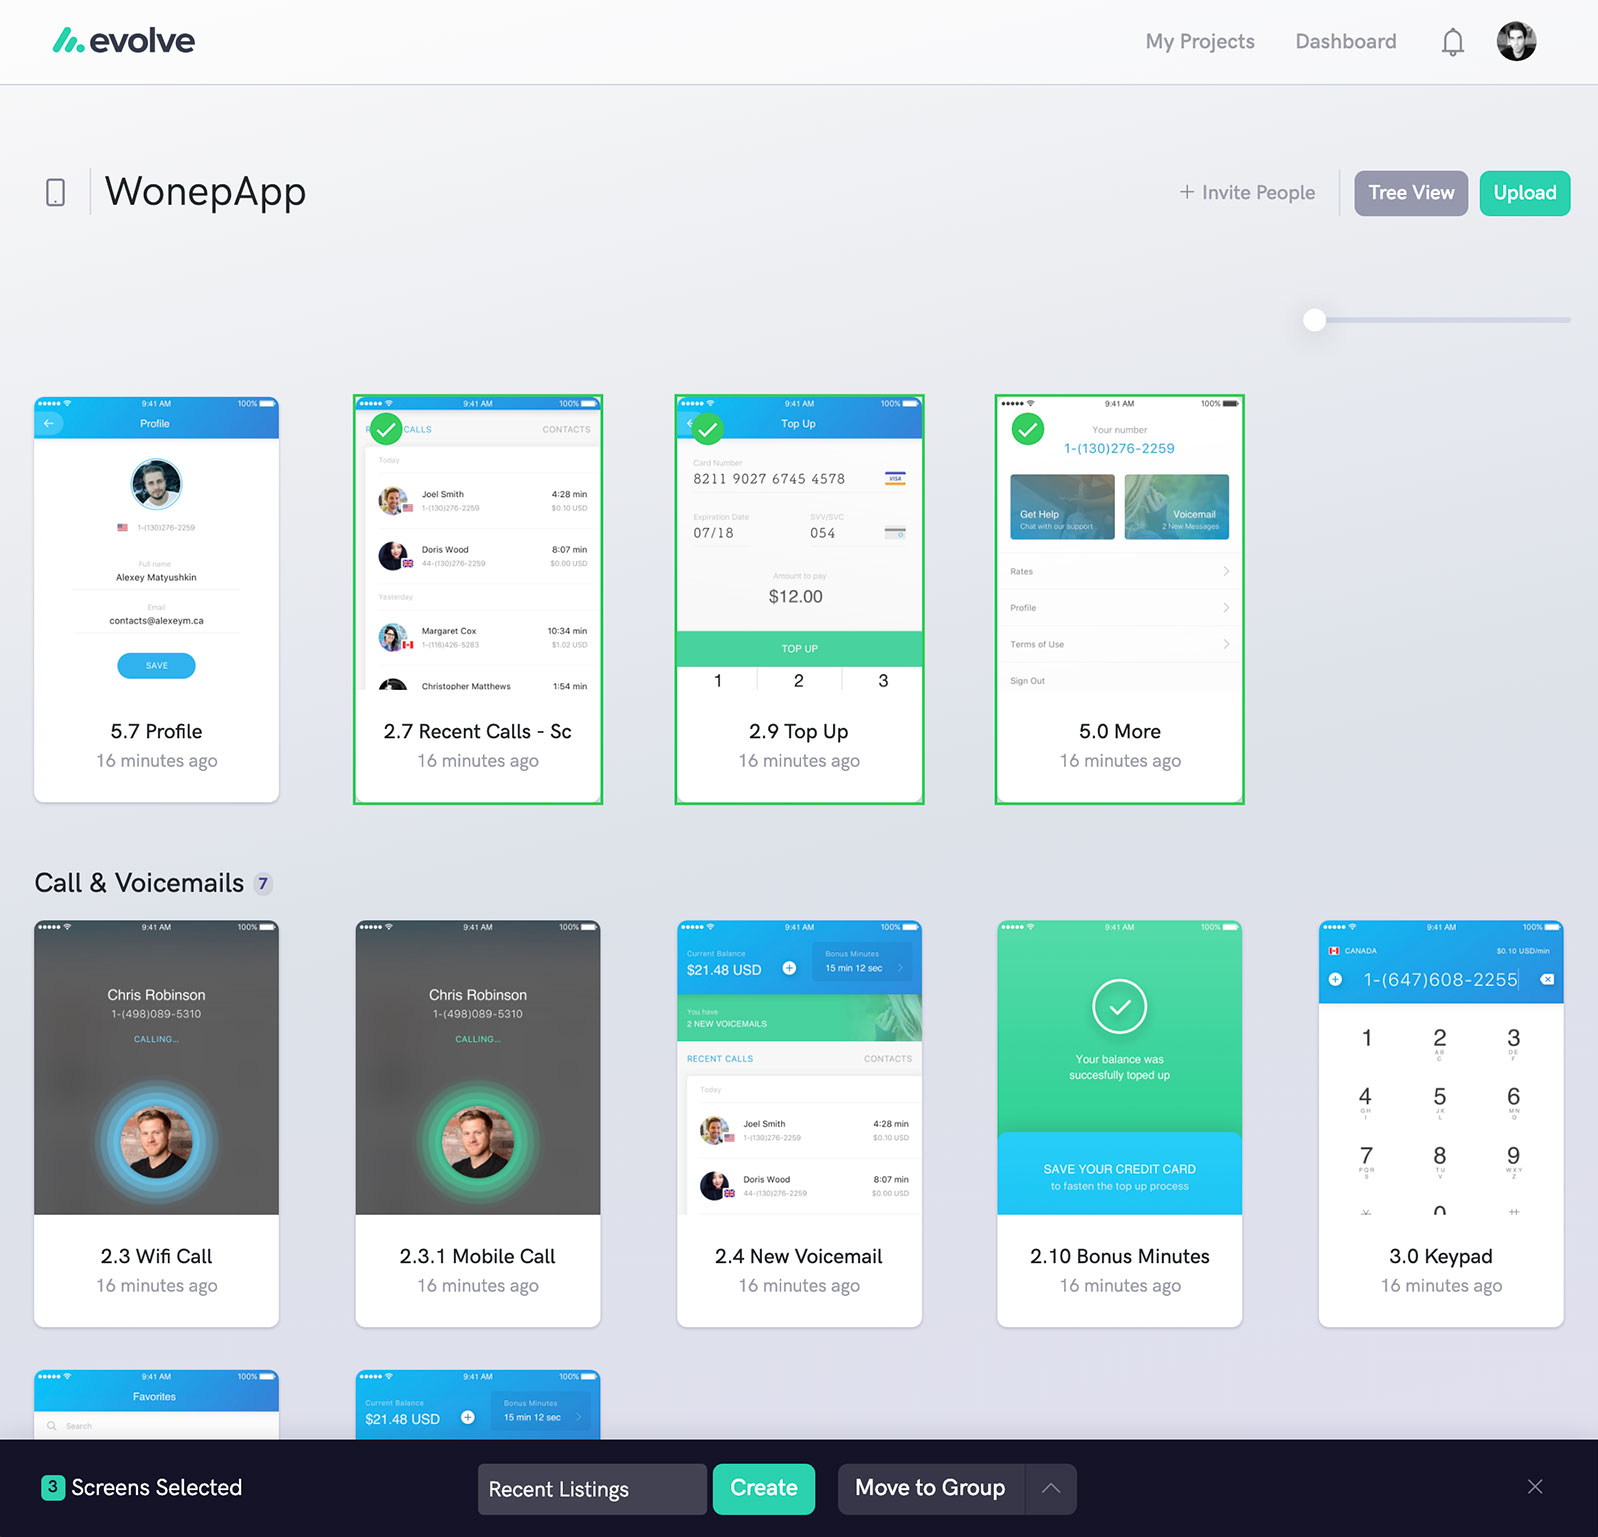 evolve
My Projects
Dashboard
WonepApp
+ Invite People
Tree View
Upload
9:41 AM
100%
Profile
1-(130)276-2259
Full name
Alexey Matyushkin
Email
contacts@alexeym.ca
SAVE
5.7 Profile
16 minutes ago
9:41 AM
100%
CALLS
CONTACTS
Today
Joel Smith
4:28 min
1-(130)276-2259
$0.10 USD
Doris Wood
8:07 min
44-(130)276-2259
$0.00 USD
Yesterday
Margaret Cox
10:34 min
1-(116)426-5283
$1.02 USD
Christopher Matthews
1:54 min
2.7 Recent Calls - Sc
16 minutes ago
9:41 AM
100%
Top Up
Card Number
8211 9027 6745 4578
VISA
Expiration Date
SVV/SVC
07/18
054
Amount to pay
$12.00
TOP UP
1
2
3
2.9 Top Up
16 minutes ago
9:41 AM
100%
Your number
1-(130)276-2259
Get Help
Chat with our support
Voicemail
2 New Messages
Rates
Profile
Terms of Use
Sign Out
5.0 More
16 minutes ago
Call & Voicemails 7
9:41 AM
100%
Chris Robinson
1-(498)089-5310
CALLING...
2.3 Wifi Call
16 minutes ago
9:41 AM
100%
Chris Robinson
1-(498)089-5310
CALLING...
2.3.1 Mobile Call
16 minutes ago
9:41 AM
100%
Current Balance
$21.48 USD
Bonus Minutes
15 min 12 sec
You have
2 NEW VOICEMAILS
RECENT CALLS
CONTACTS
Today
Joel Smith
4:28 min
1-(130)276-2259
$0.10 USD
Doris Wood
8:07 min
44-(130)276-2259
$0.00 USD
2.4 New Voicemail
16 minutes ago
9:41 AM
100%
Your balance was
succesfully toped up
SAVE YOUR CREDIT CARD
to fasten the top up process
2.10 Bonus Minutes
16 minutes ago
9:41 AM
100%
CANADA
$0.10 USD/min
1-(647)608-2255
1
2
3
AB
C
DE
F
4
5
6
GH
I
JK
L
MN
O
7
8
9
PQR
S
TU
V
WXY
Z
*
0
#
3.0 Keypad
16 minutes ago
9:41 AM
100%
Favorites
Search
9:41 AM
100%
Current Balance
$21.48 USD
Bonus Minutes
15 min 12 sec
3 Screens Selected
Recent Listings
Create
Move to Group